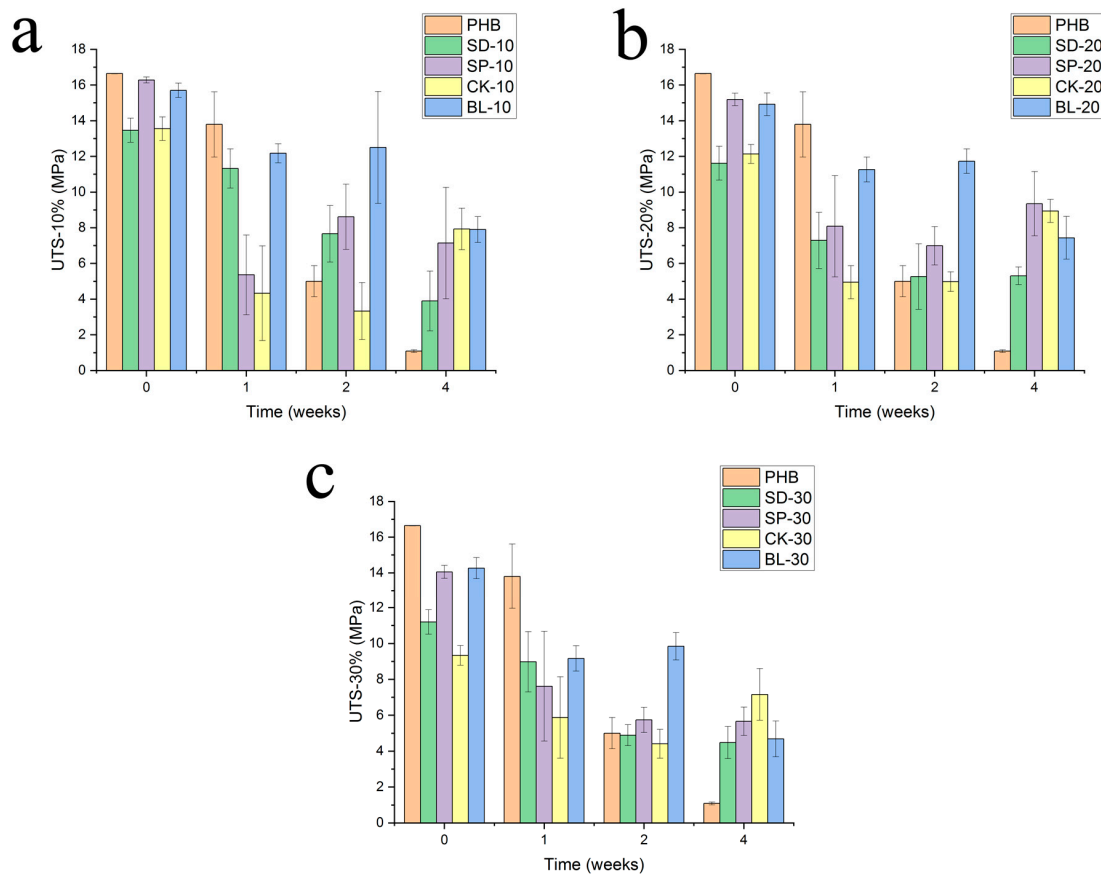 a
PHB
SD-10
SP-10
CK-10
BL-10
UTS-10% (MPa)
18
16
14
12
10
8
6
4
2
0
0 1 2 4
Time (weeks)
b
PHB
SD-20
SP-20
CK-20
BL-20
UTS-20% (MPa)
18
16
14
12
10
8
6
4
2
0
0 1 2 4
Time (weeks)
c
PHB
SD-30
SP-30
CK-30
BL-30
UTS-30% (MPa)
18
16
14
12
10
8
6
4
2
0
0 1 2 4
Time (weeks)